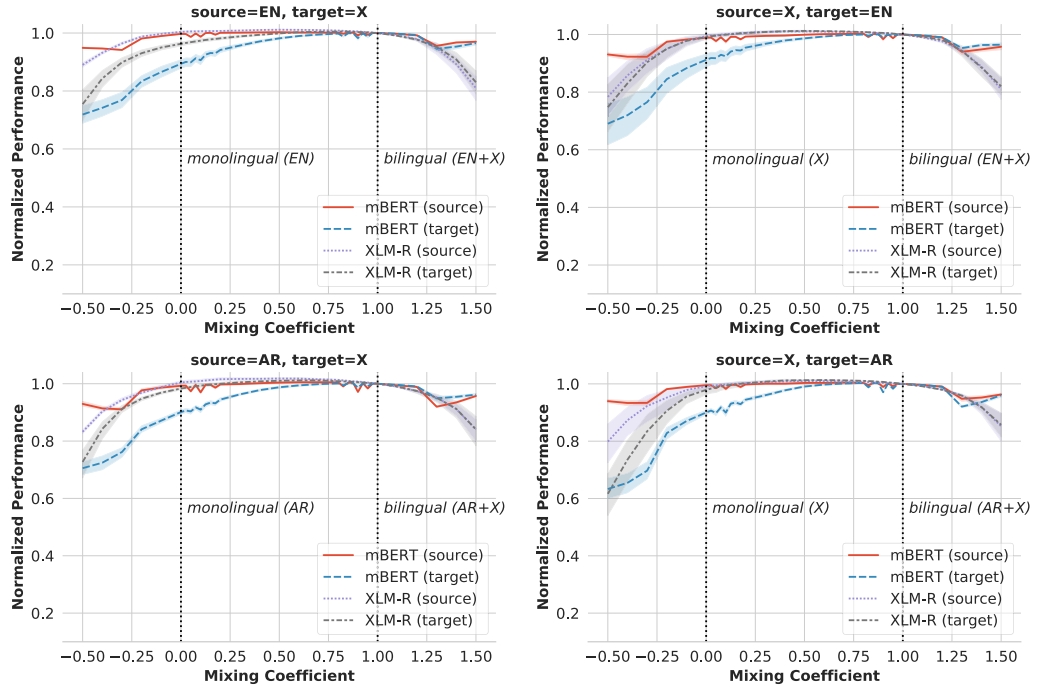 source=EN, target=X
Normalized Performance
1.0
0.8
0.6
0.4
0.2
monolingual (EN)
bilingual (EN+X)
mBERT (source)
mBERT (target)
XLM-R (source)
XLM-R (target)
−0.50 −0.25 0.00 0.25 0.50 0.75 1.00 1.25 1.50
Mixing Coefficient
source=X, target=EN
Normalized Performance
1.0
0.8
0.6
0.4
0.2
monolingual (X)
bilingual (EN+X)
mBERT (source)
mBERT (target)
XLM-R (source)
XLM-R (target)
−0.50 −0.25 0.00 0.25 0.50 0.75 1.00 1.25 1.50
Mixing Coefficient
source=AR, target=X
Normalized Performance
1.0
0.8
0.6
0.4
0.2
monolingual (AR)
bilingual (AR+X)
mBERT (source)
mBERT (target)
XLM-R (source)
XLM-R (target)
−0.50 −0.25 0.00 0.25 0.50 0.75 1.00 1.25 1.50
Mixing Coefficient
source=X, target=AR
Normalized Performance
1.0
0.8
0.6
0.4
0.2
monolingual (X)
bilingual (AR+X)
mBERT (source)
mBERT (target)
XLM-R (source)
XLM-R (target)
−0.50 −0.25 0.00 0.25 0.50 0.75 1.00 1.25 1.50
Mixing Coefficient